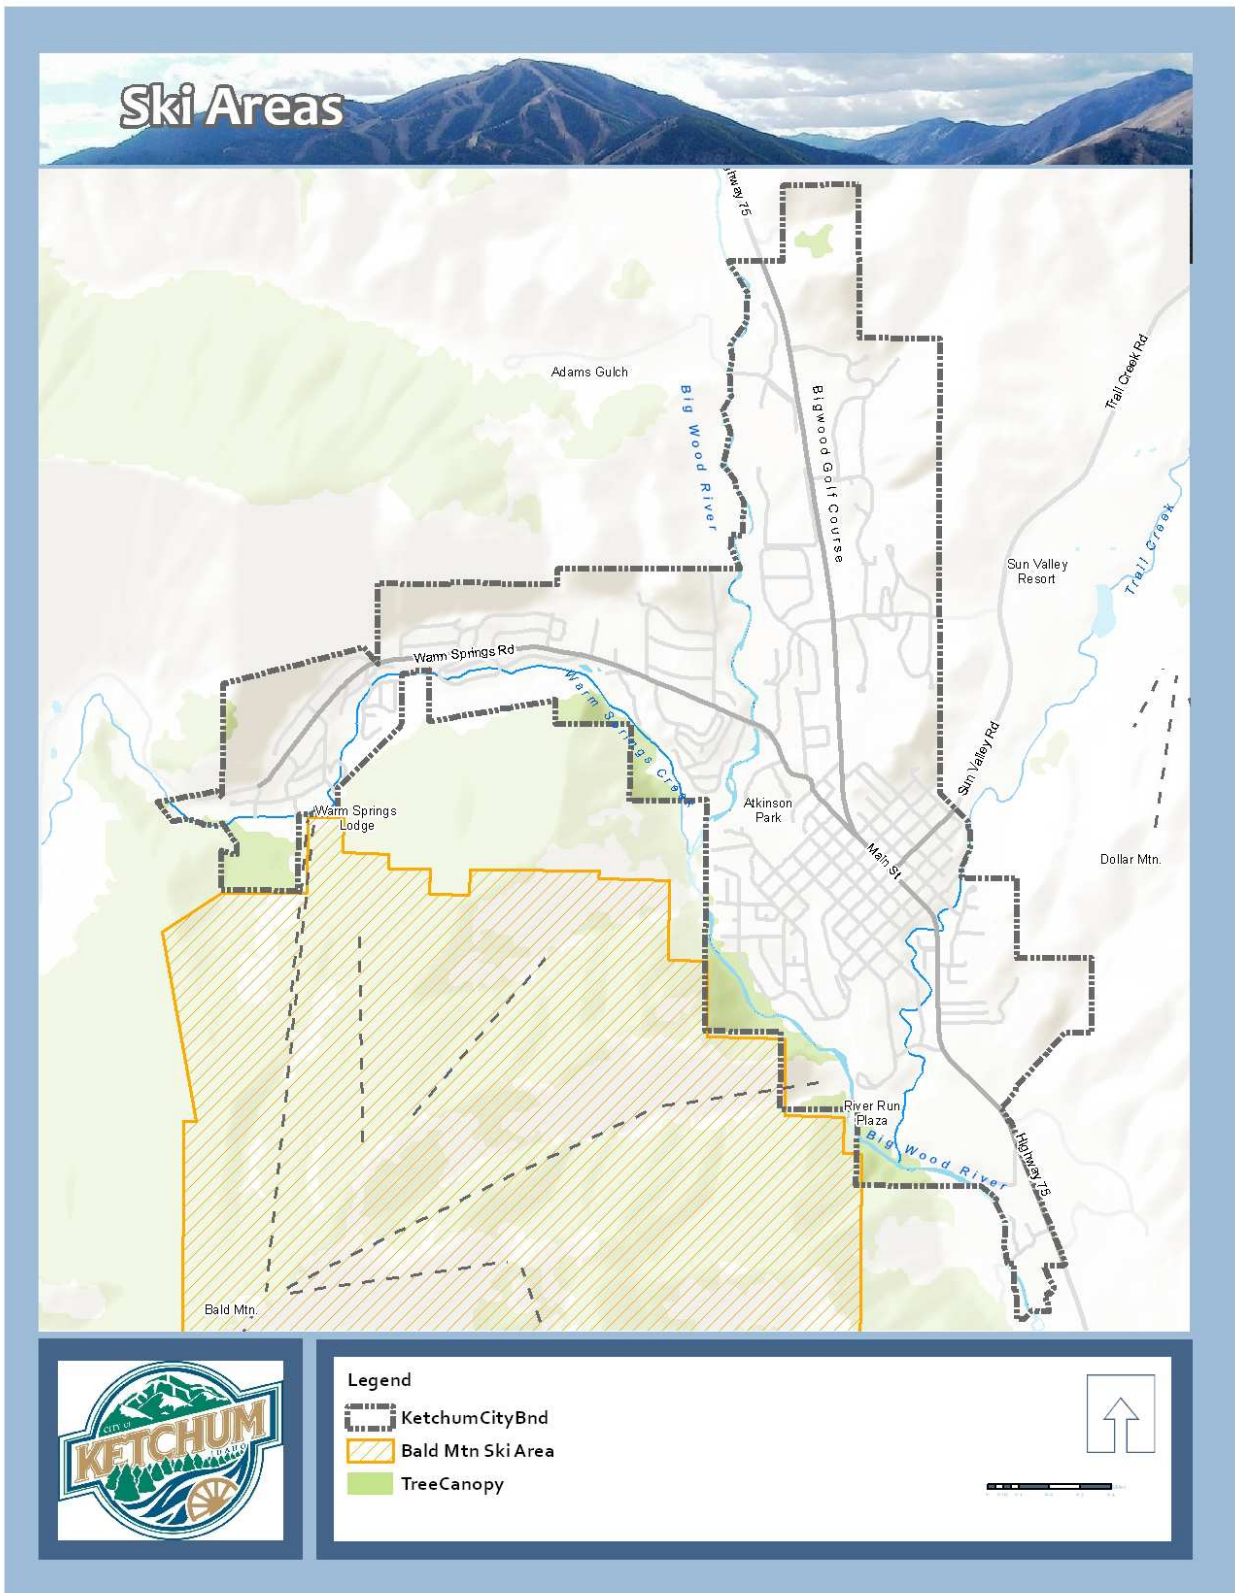 Ski Areas
Highway 75
Adams Gulch
Trail Creek Rd
Big Wood River
Bigwood Golf Course
Trail Creek
Sun Valley
Resort
Warm Springs Rd
Warm Springs Creek
Sun Valley Rd
Atkinson
Park
Warm Springs
Lodge
Main St
Dollar Mtn.
River Run
Plaza
Big Wood River
Highway 75
Bald Mtn.
CITY OF
KETCHUM
IDAHO
Legend
KetchumCityBnd
Bald Mtn Ski Area
TreeCanopy